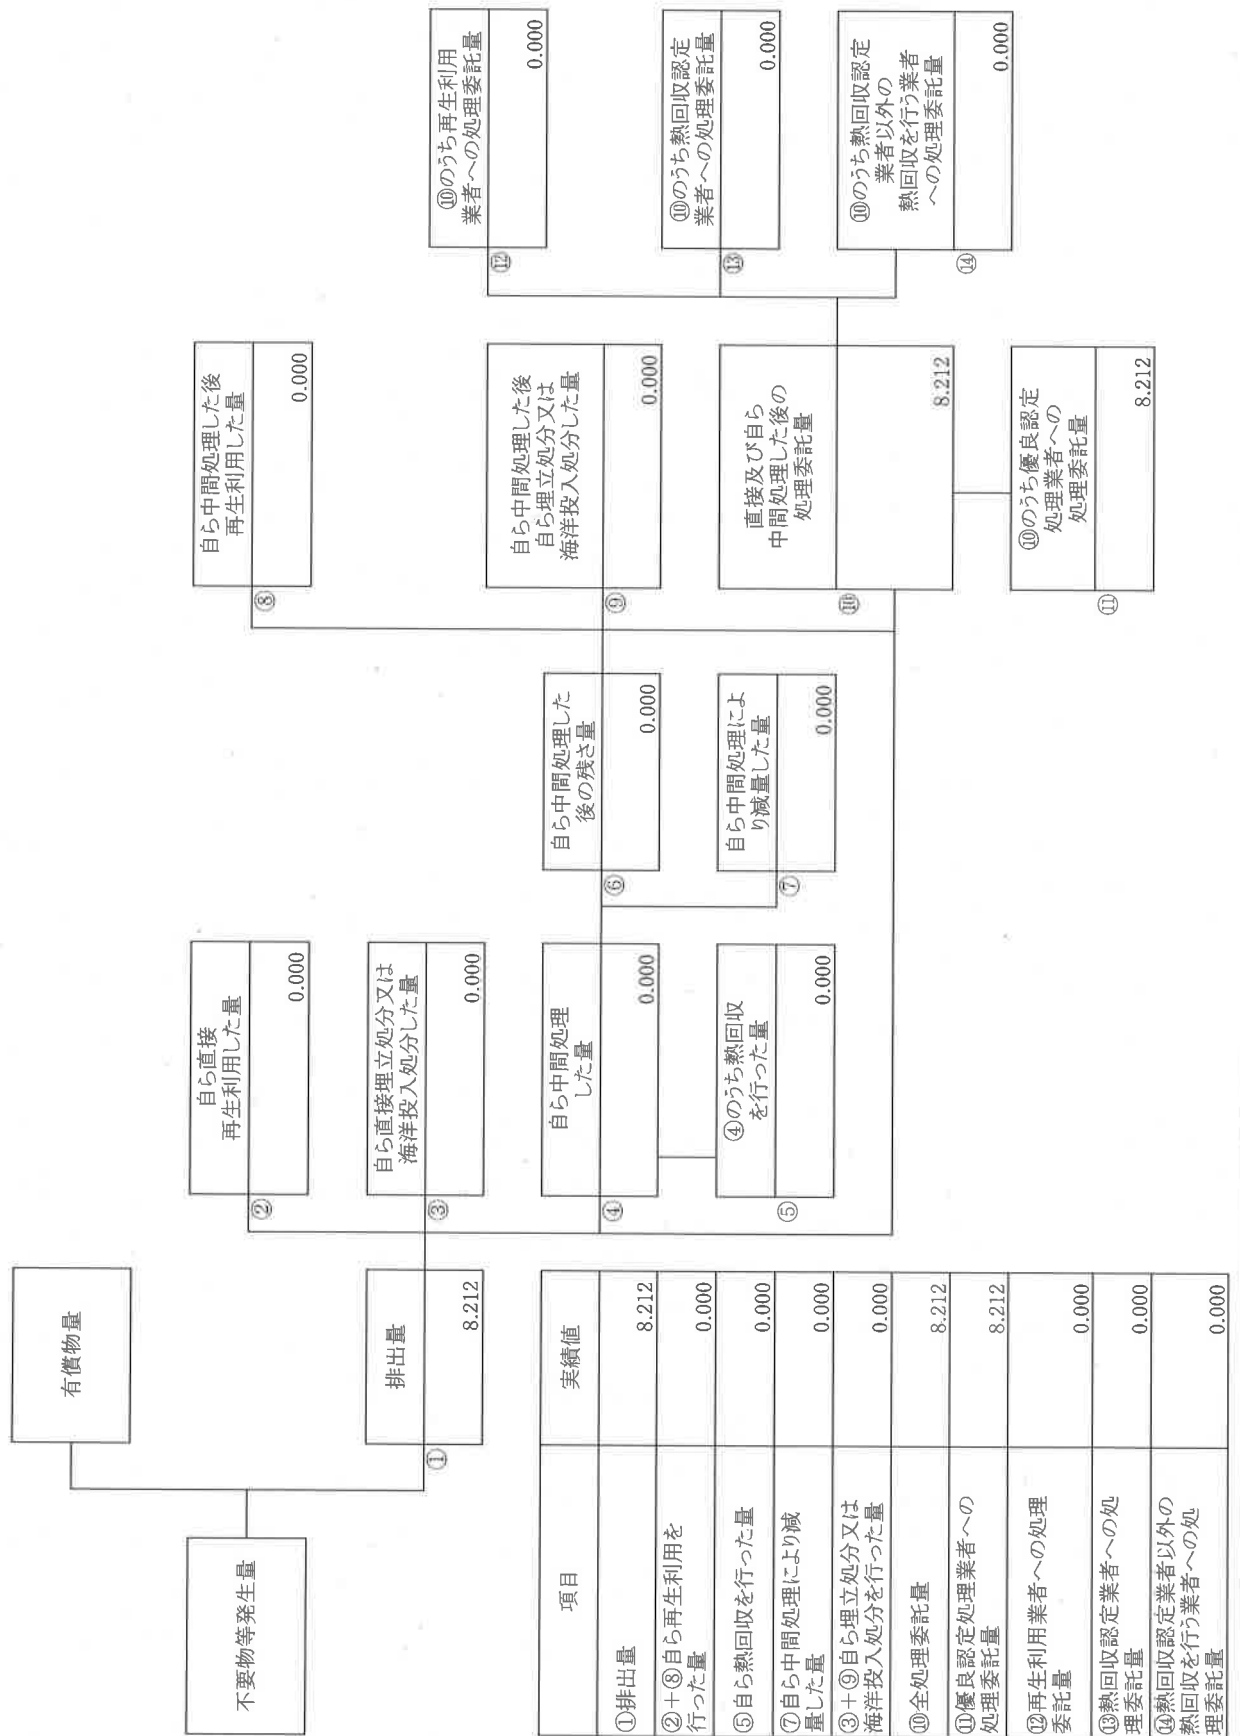 不要物等発生量
有償物量
①
排出量
8.212
②
自ら直接
再生利用した量
0.000
③
自ら直接埋立処分又は
海洋投入処分した量
0.000
④
自ら中間処理
した量
0.000
⑤
④のうち熱回収
を行った量
0.000
⑥
自ら中間処理した
後の残さ量
0.000
⑦
自ら中間処理によ
り減量した量
0.000
⑧
自ら中間処理した後
再生利用した量
0.000
⑨
自ら中間処理した後
自ら埋立処分又は
海洋投入処分した量
0.000
⑩
直接及び自ら
中間処理した後の
処理委託量
8.212
⑪
⑩のうち優良認定
処理業者への
処理委託量
8.212
⑫
⑩のうち再生利用
業者への処理委託量
0.000
⑬
⑩のうち熱回収認定
業者への処理委託量
0.000
⑭
⑩のうち熱回収認定
業者以外の
熱回収を行う業者
への処理委託量
0.000
項目 実績値
①排出量 8.212
②+⑧自ら再生利用を
行った量 0.000
⑤自ら熱回収を行った量 0.000
⑦自ら中間処理により減
量した量 0.000
③+⑨自ら埋立処分又は
海洋投入処分を行った量 0.000
⑩全処理委託量 8.212
⑪優良認定処理業者への
処理委託量 8.212
⑫再生利用業者への処理
委託量 0.000
⑬熱回収認定業者への処
理委託量 0.000
⑭熱回収認定業者以外の
熱回収を行う業者への処
理委託量 0.000